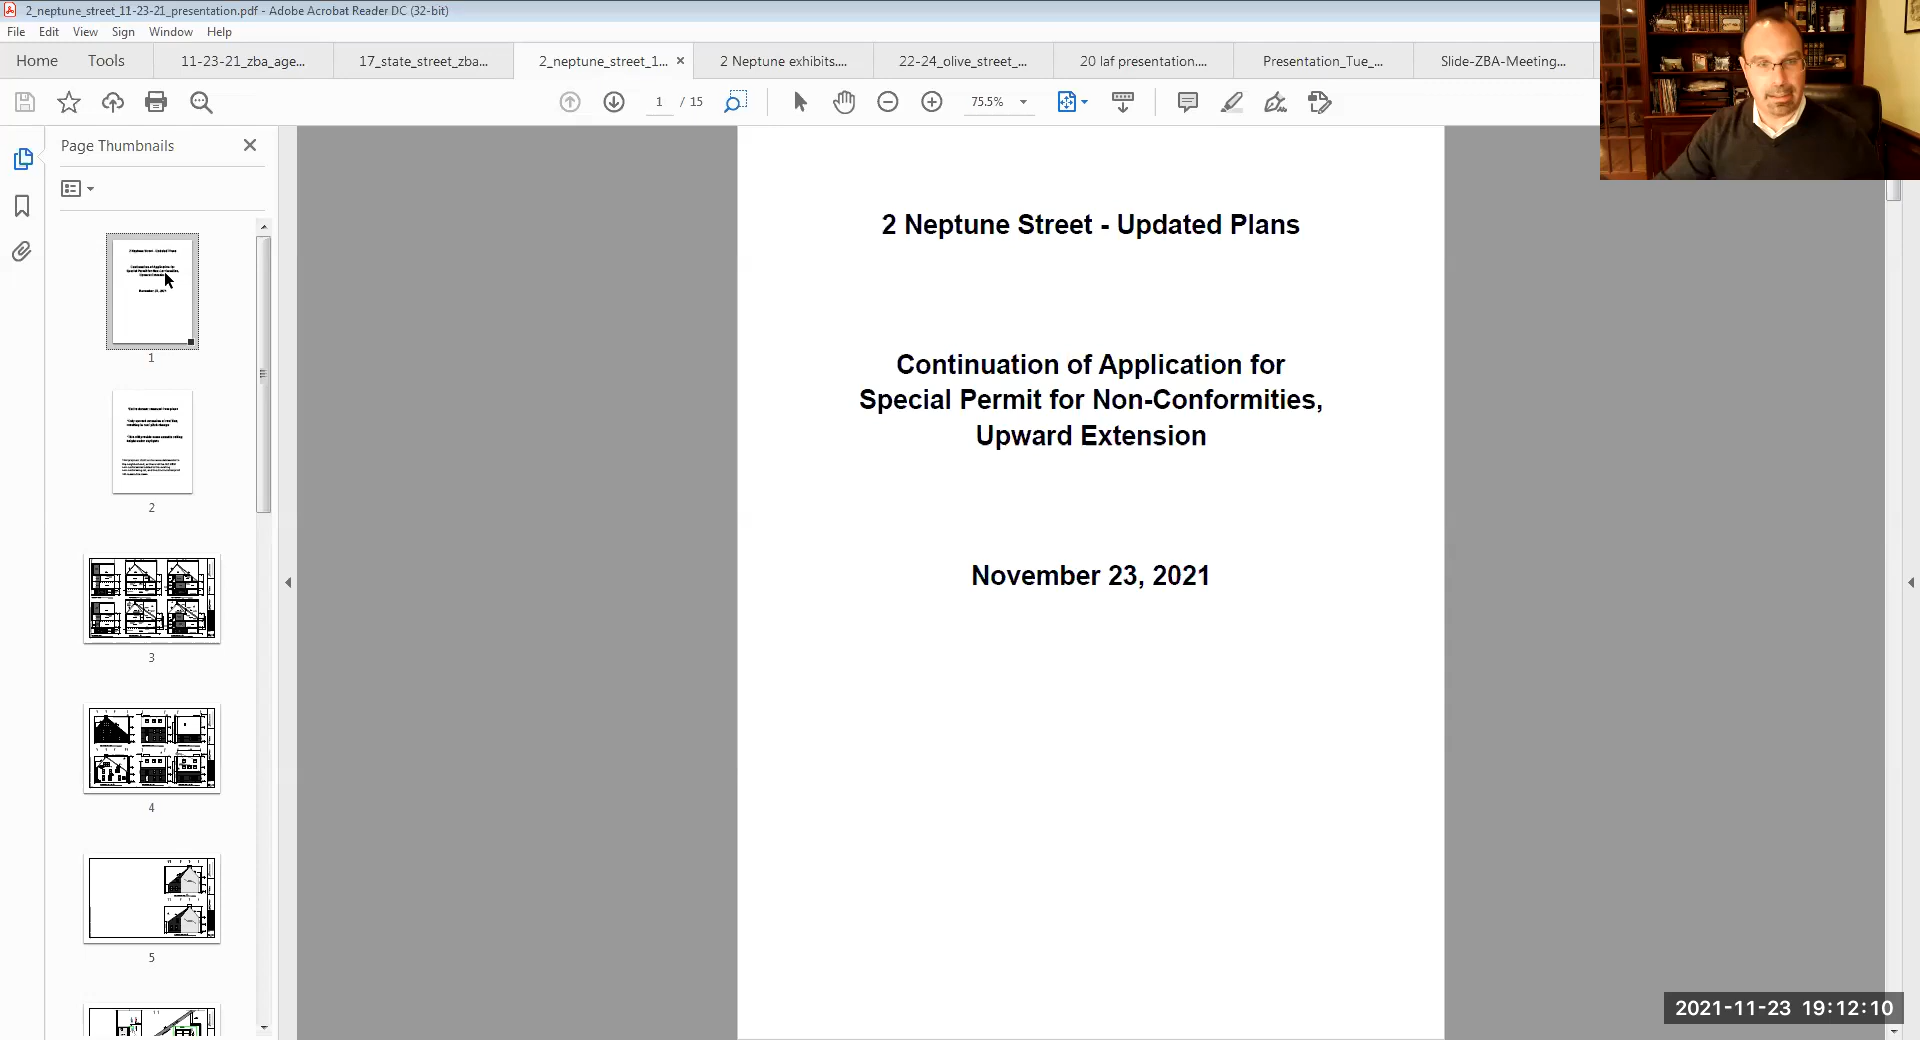 2_neptune_street_11-23-21_presentation.pdf - Adobe Acrobat Reader DC (32-bit)
File Edit View Sign Window Help
Home Tools 11-23-21_zba_age... 17_state_street_zba... 2_neptune_street_1... 2 Neptune exhibits.... 22-24_olive_street_... 20 laf presentation.... Presentation_Tue_... Slide-ZBA-Meeting...
1 / 15 75.5%
Page Thumbnails
1
2
3
4
5
2 Neptune Street - Updated Plans
Continuation of Application for
Special Permit for Non-Conformities,
Upward Extension
November 23, 2021
2021-11-23 19:12:10